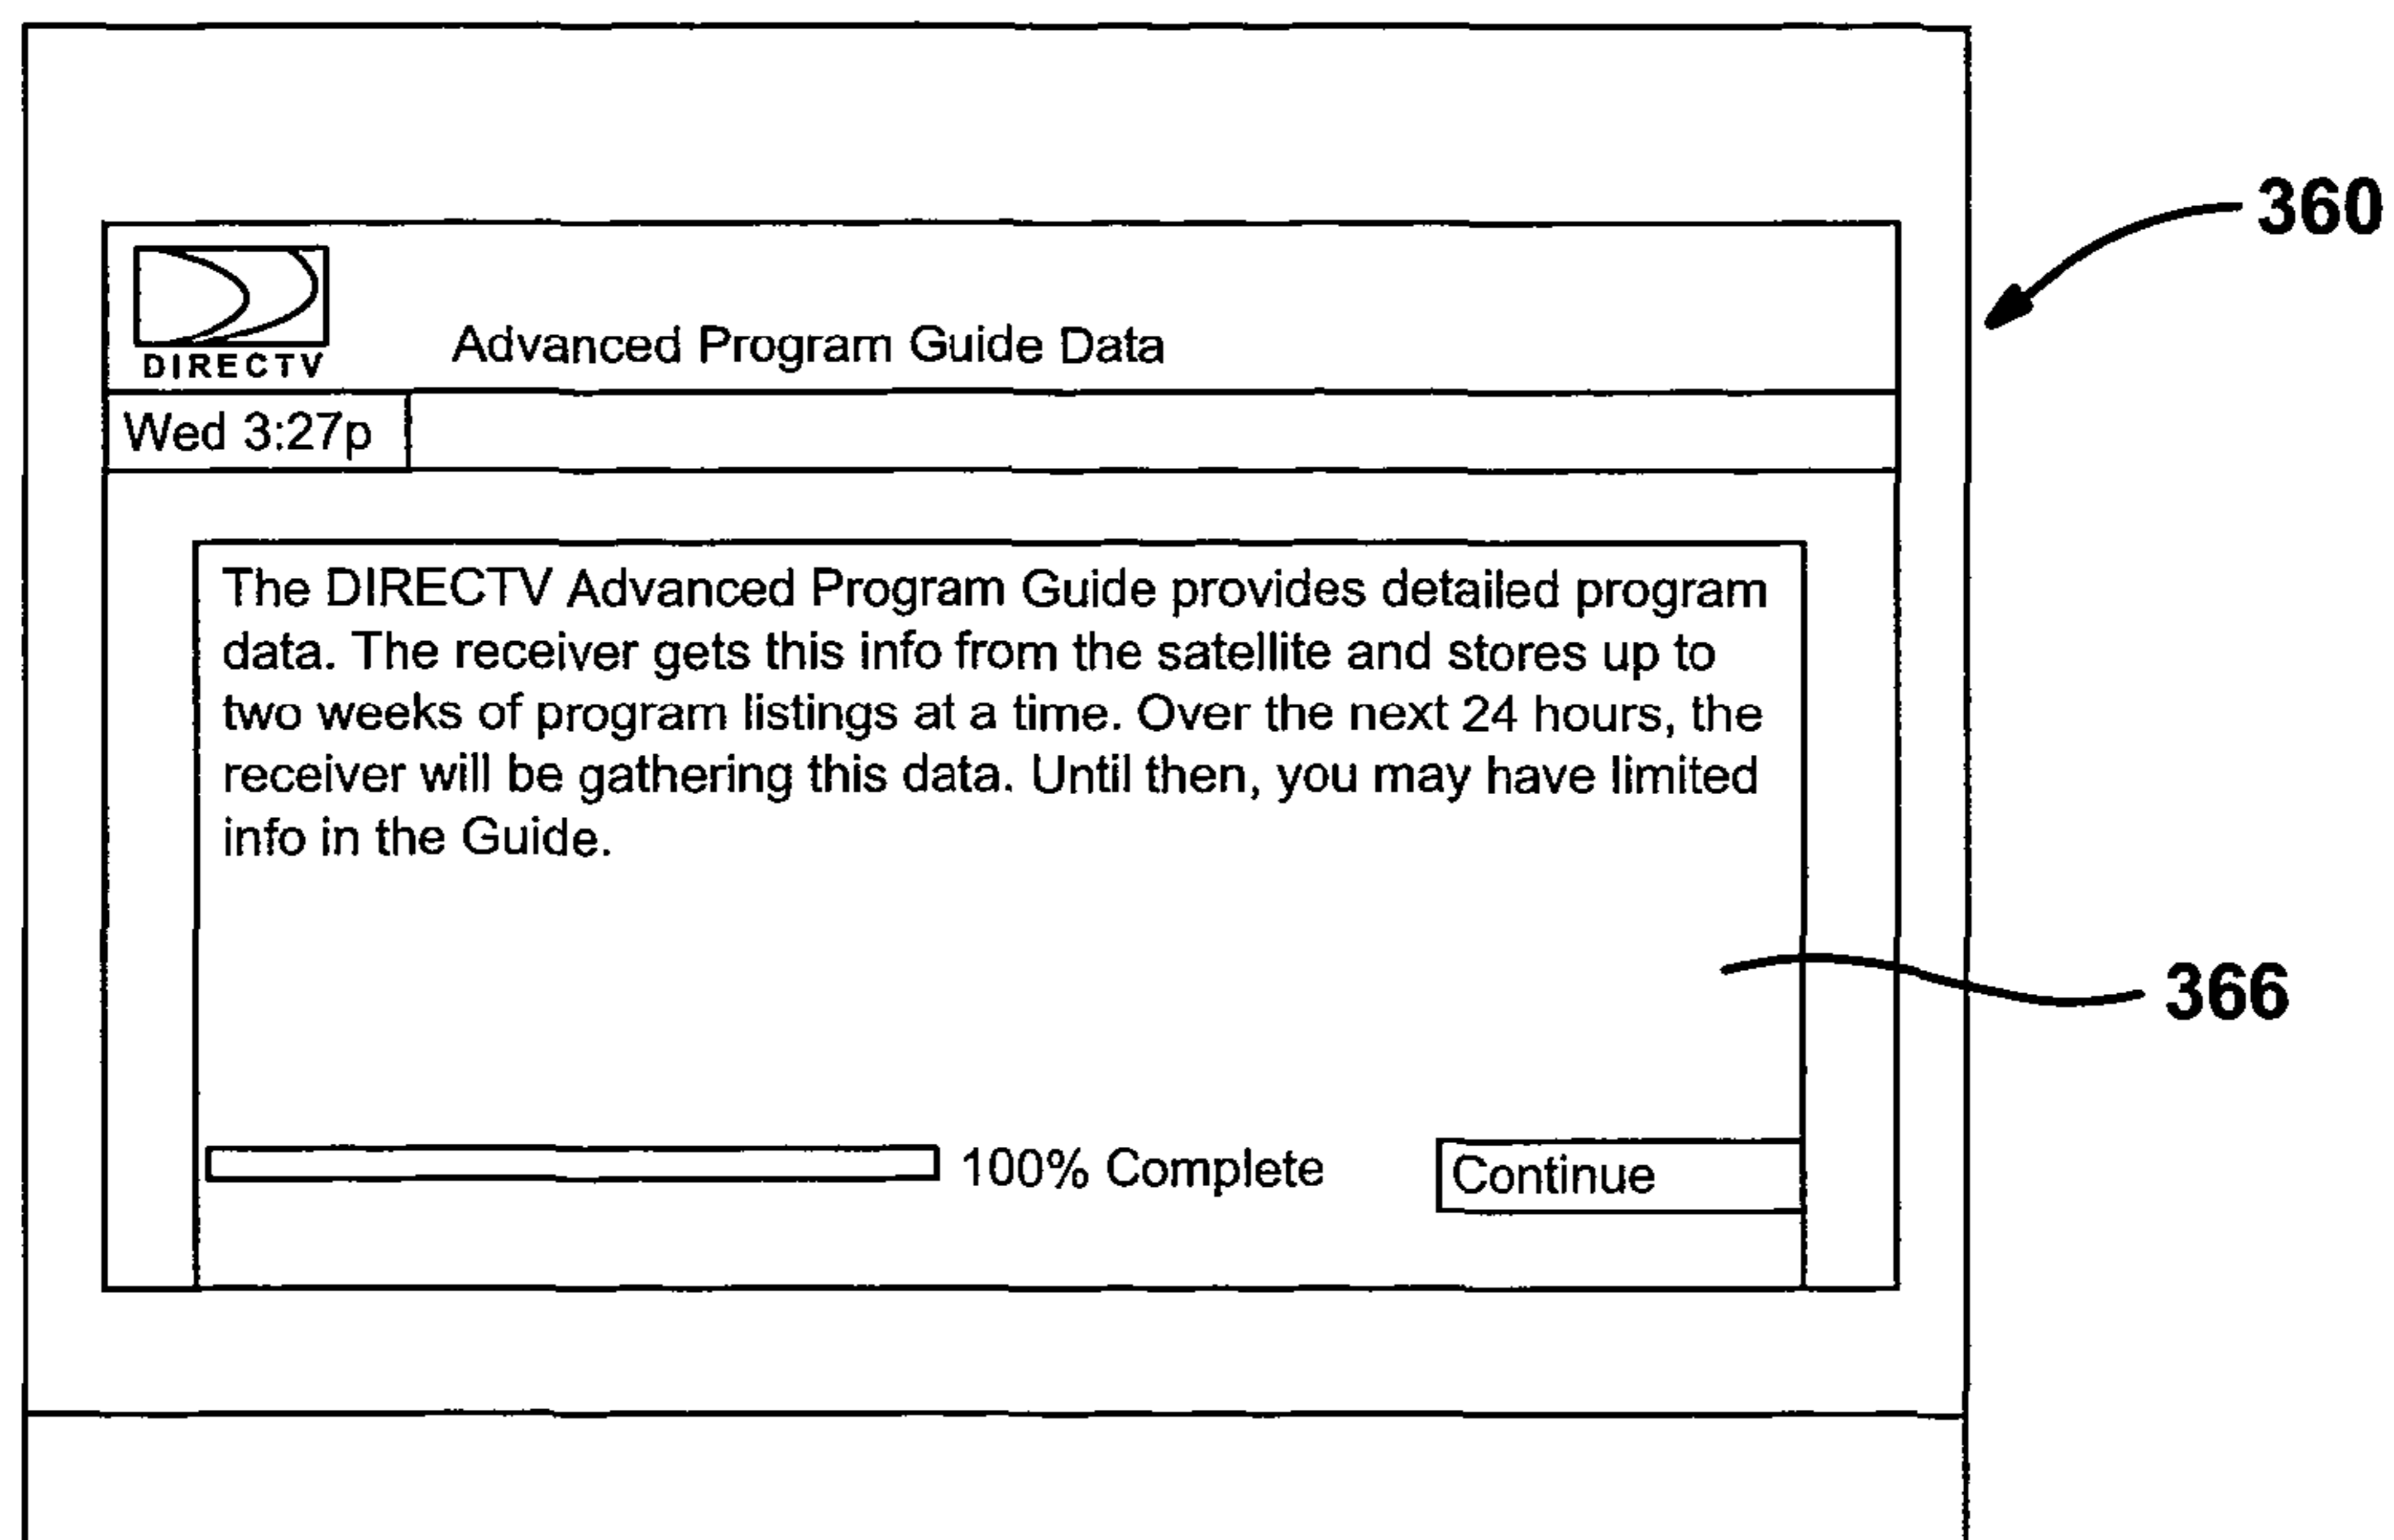 360
DIRECTV
Advanced Program Guide Data
Wed 3:27p
The DIRECTV Advanced Program Guide provides detailed program
data. The receiver gets this info from the satellite and stores up to
two weeks of program listings at a time. Over the next 24 hours, the
receiver will be gathering this data. Until then, you may have limited
info in the Guide.
366
100% Complete
Continue